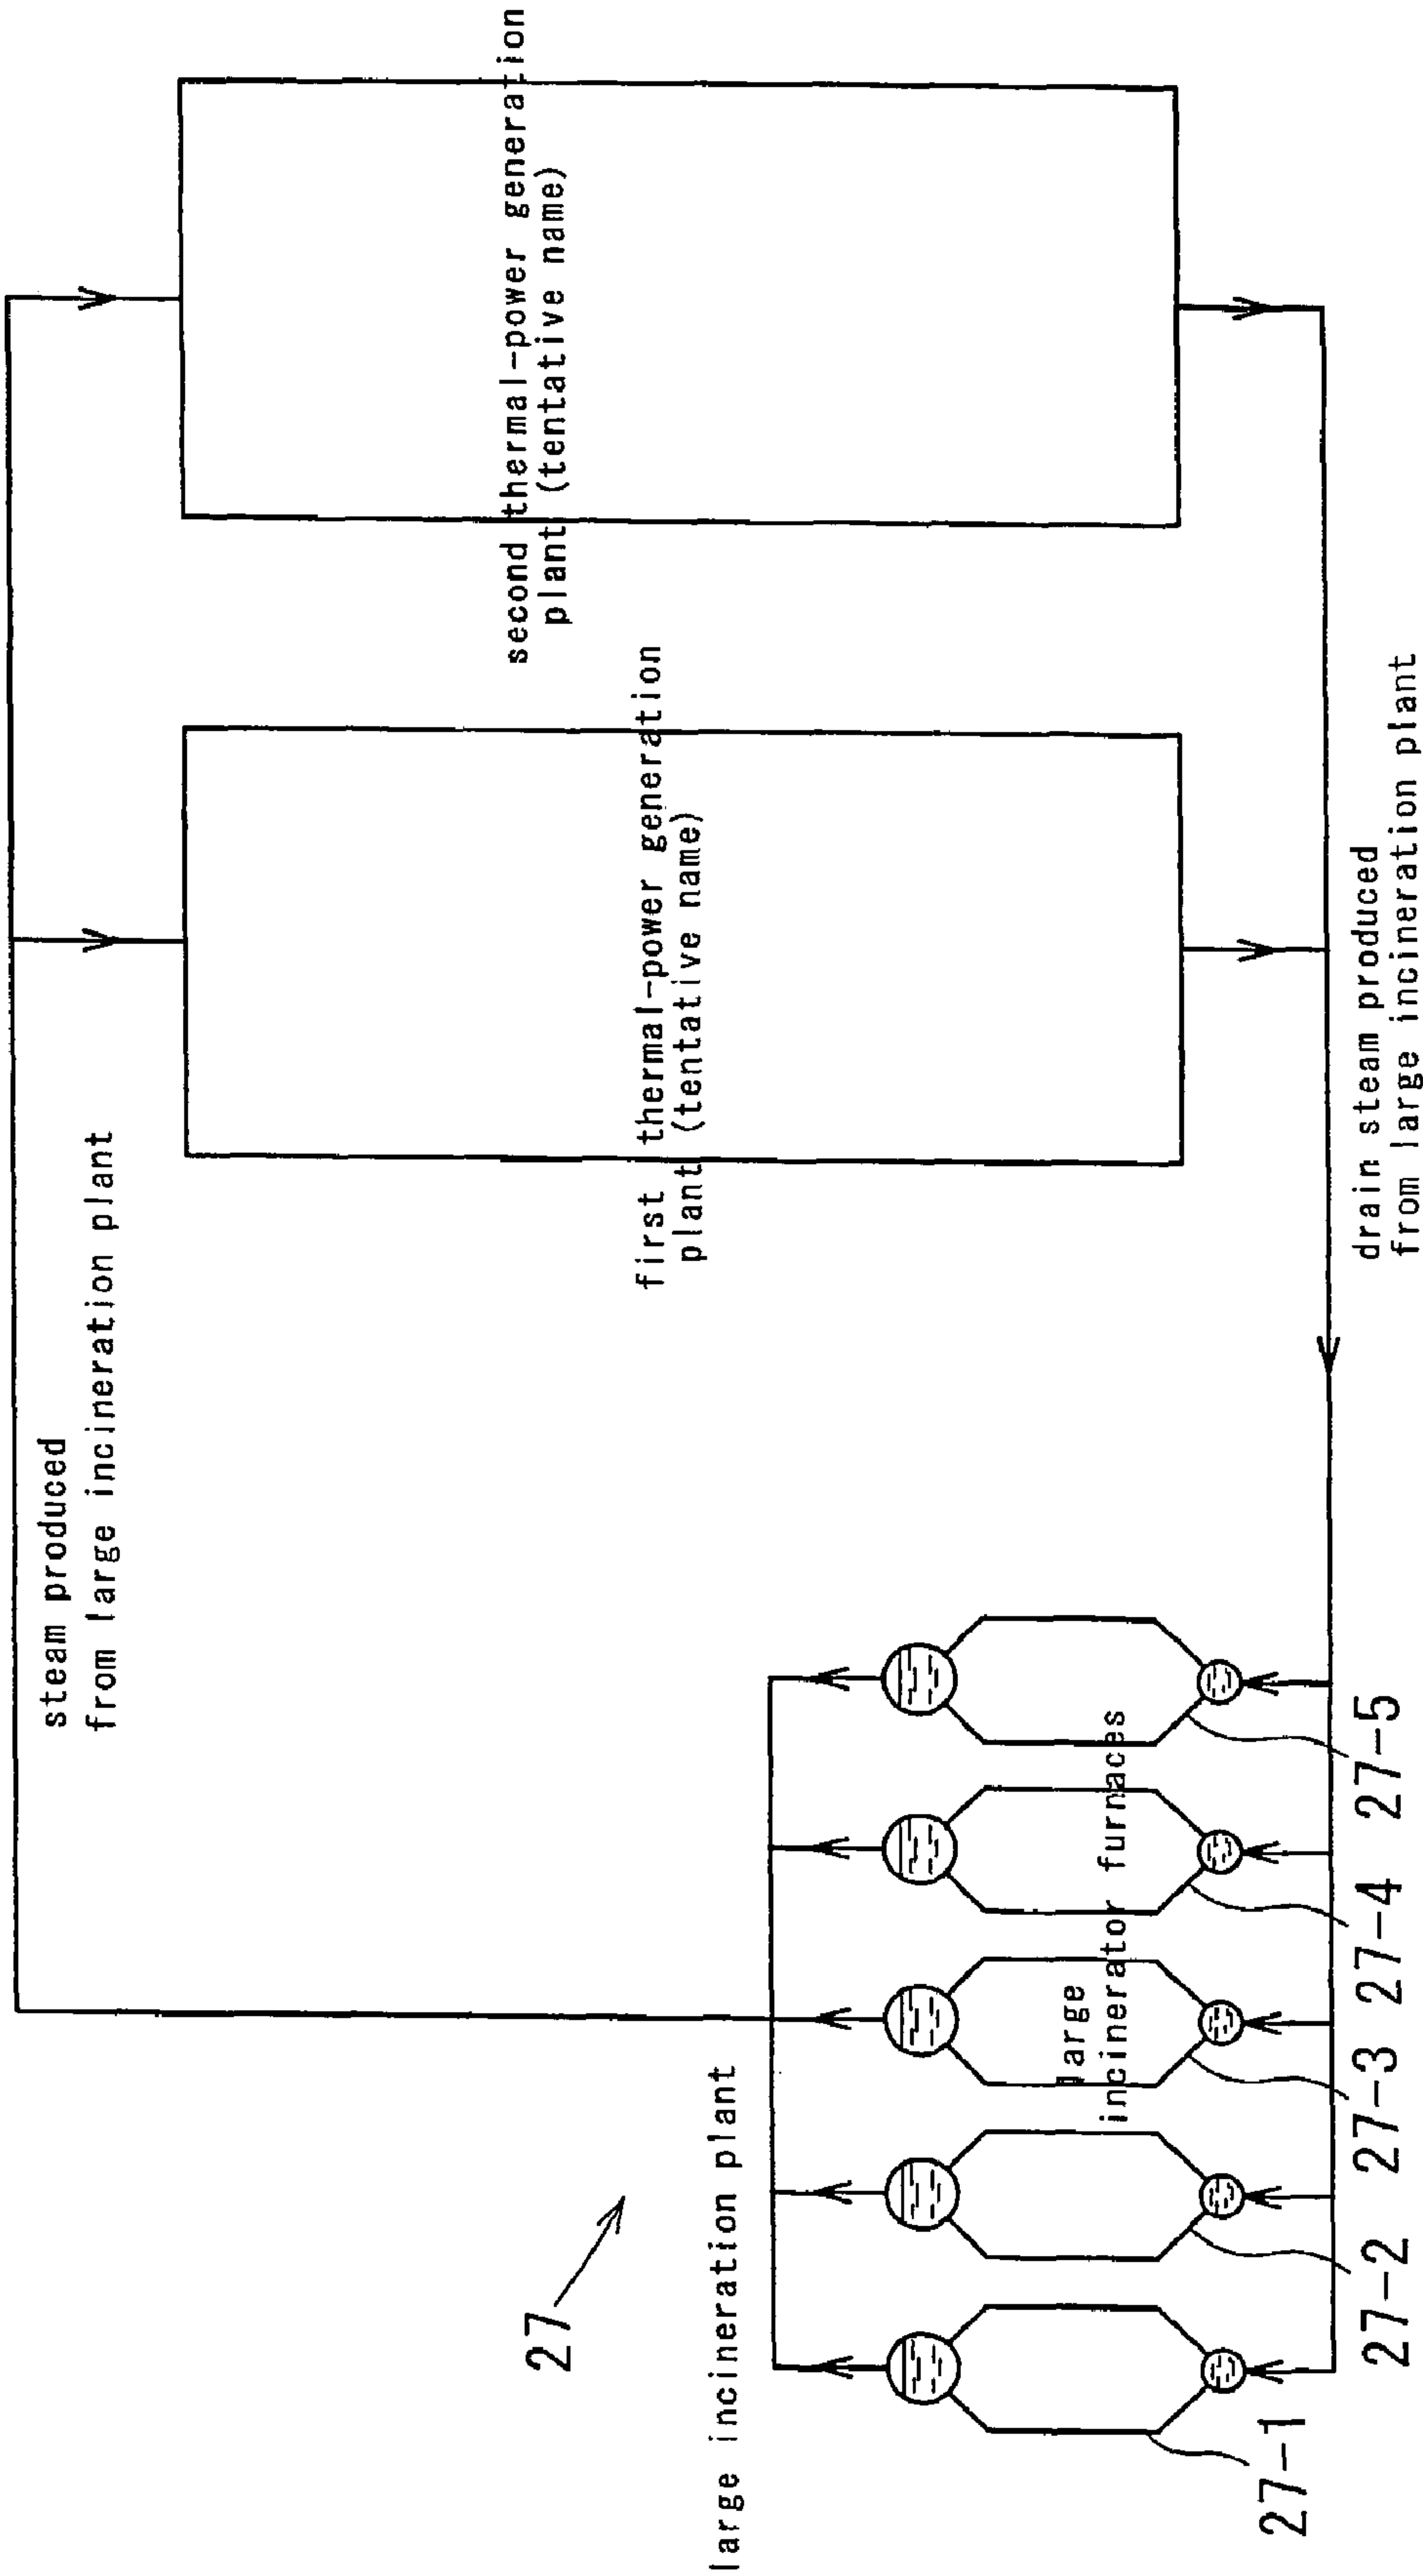 steam produced
from large incineration plant
second thermal-power generation
plant (tentative name)
first thermal-power generation
plant (tentative name)
27
large incineration plant
large
incinerator furnaces
27-1
27-2
27-3
27-4
27-5
drain steam produced
from large incineration plant